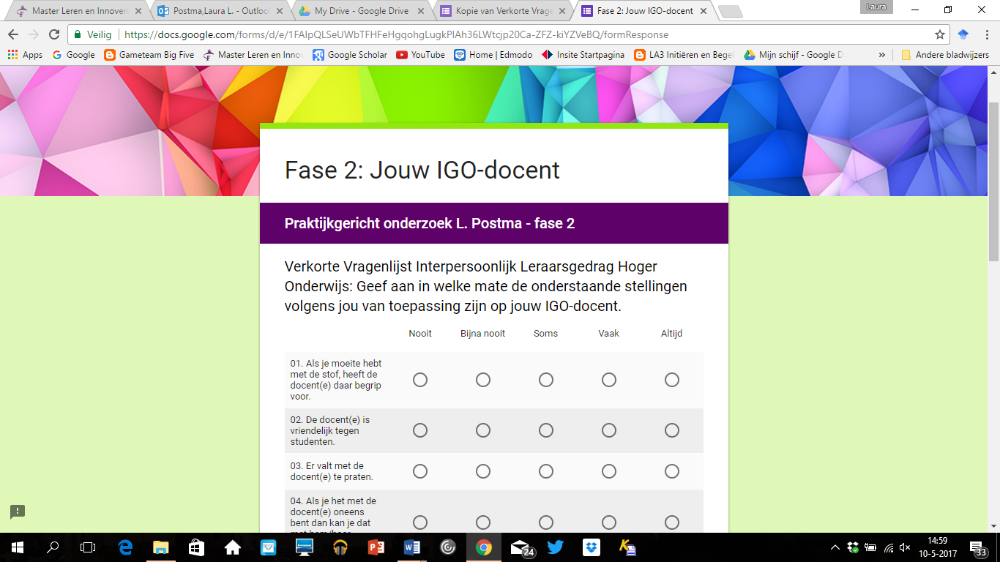 Master Leren en Innovere
Postma,Laura L. - Outloo
My Drive - Google Drive
Kopie van Verkorte Vrage
Fase 2: Jouw IGO-docent
Laura
Veilig
https://docs.google.com/forms/d/e/1FAIpQLSeUWbTFHFeHgqohgLugkPlAh36LWtcjp20Ca-ZFZ-kiYZVeBQ/formResponse
Apps
Google
Gameteam Big Five
Master Leren en Inno
Google Scholar
YouTube
Home | Edmodo
Insite Startpagina
LA3 Initiëren en Bege
Mijn schijf - Google D
»
Andere bladwijzers
Fase 2: Jouw IGO-docent
Praktijkgericht onderzoek L. Postma - fase 2
Verkorte Vragenlijst Interpersoonlijk Leraarsgedrag Hoger
Onderwijs: Geef aan in welke mate de onderstaande stellingen
volgens jou van toepassing zijn op jouw IGO-docent.
Nooit Bijna nooit Soms Vaak Altijd
01. Als je moeite hebt
met de stof, heeft de
docent(e) daar begrip
voor.
02. De docent(e) is
vriendelijk tegen
studenten.
03. Er valt met de
docent(e) te praten.
04. Als je het met de
docent(e) oneens
bent dan kan je dat
24
14:59
10-5-2017
33